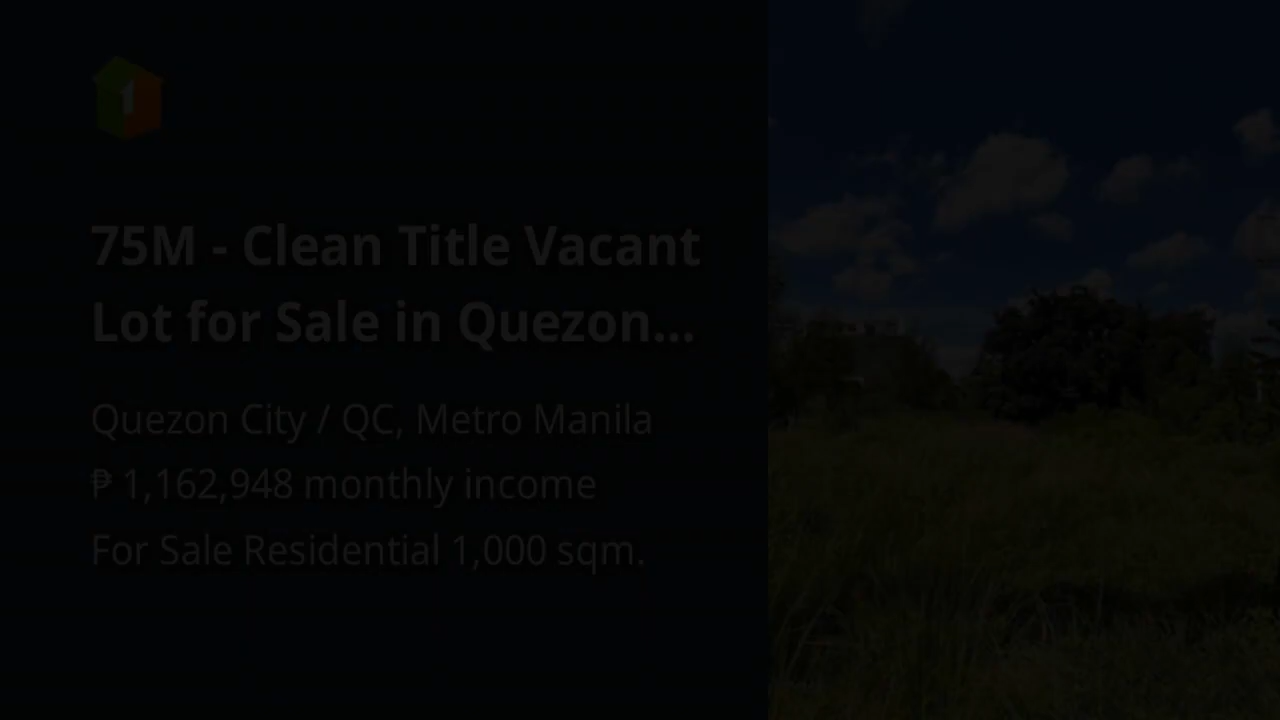 1
75M - Clean Title Vacant
Lot for Sale in Quezon...
Quezon City / QC, Metro Manila
₱ 1,162,948 monthly income
For Sale Residential 1,000 sqm.